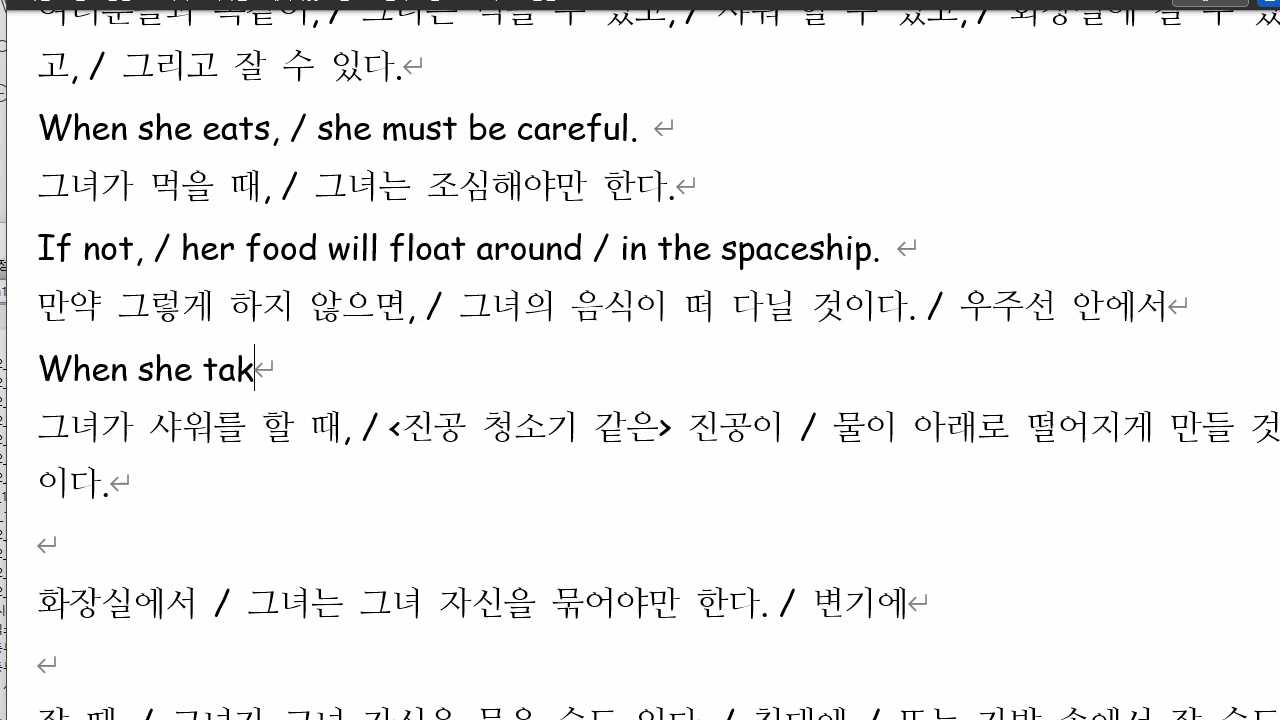 고, / 그리고 잘 수 있다.
When she eats, / she must be careful.
그녀가 먹을 때, / 그녀는 조심해야만 한다.
If not, / her food will float around / in the spaceship.
만약 그렇게 하지 않으면, / 그녀의 음식이 떠 다닐 것이다. / 우주선 안에서
When she tak
그녀가 샤워를 할 때, / <진공 청소기 같은> 진공이 / 물이 아래로 떨어지게 만들 것
이다.
화장실에서 / 그녀는 그녀 자신을 묶어야만 한다. / 변기에